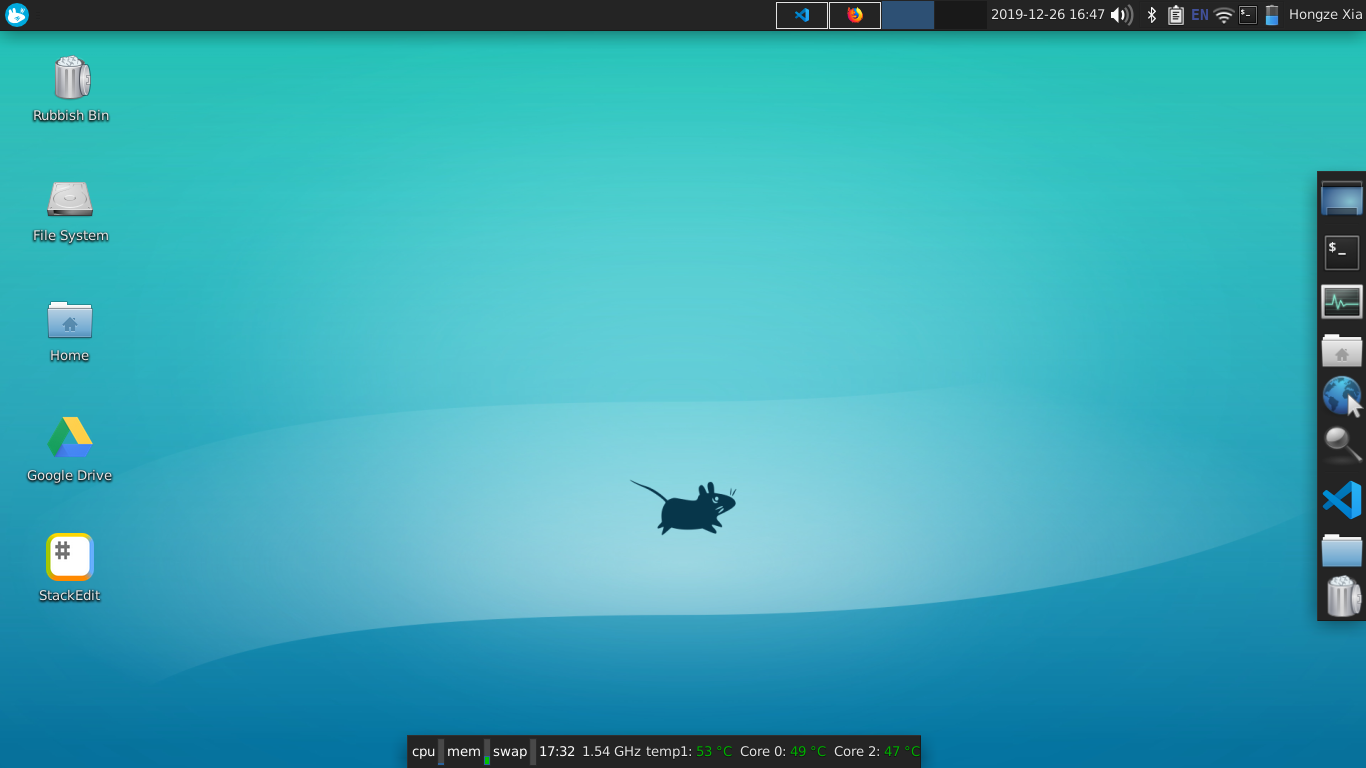 2019-12-26 16:47 EN $_ Hongze Xia
Rubbish Bin
File System
$_
Home
Google Drive
#
StackEdit
cpu mem swap 17:32 1.54 GHz temp1: 53 °C Core 0: 49 °C Core 2: 47 °C